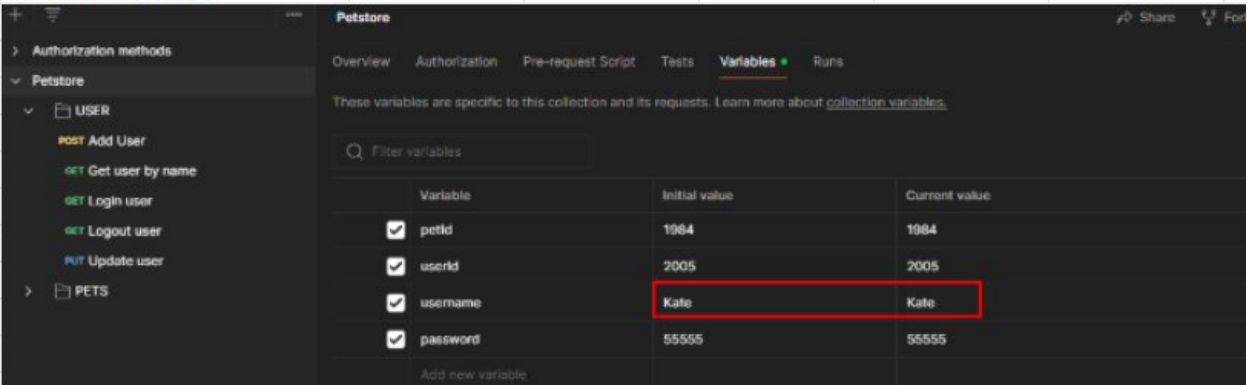 Petstore
Share Fork
Authorization methods
Petstore
USER
POST Add User
GET Get user by name
GET Login user
GET Logout user
PUT Update user
PETS
Overview Authorization Pre-request Script Tests Variables Runs
These variables are specific to this collection and its requests. Learn more about collection variables.
Filter variables
Variable Initial value Current value
petId 1984 1984
userId 2005 2005
username Kate Kate
password 55555 55555
Add new variable